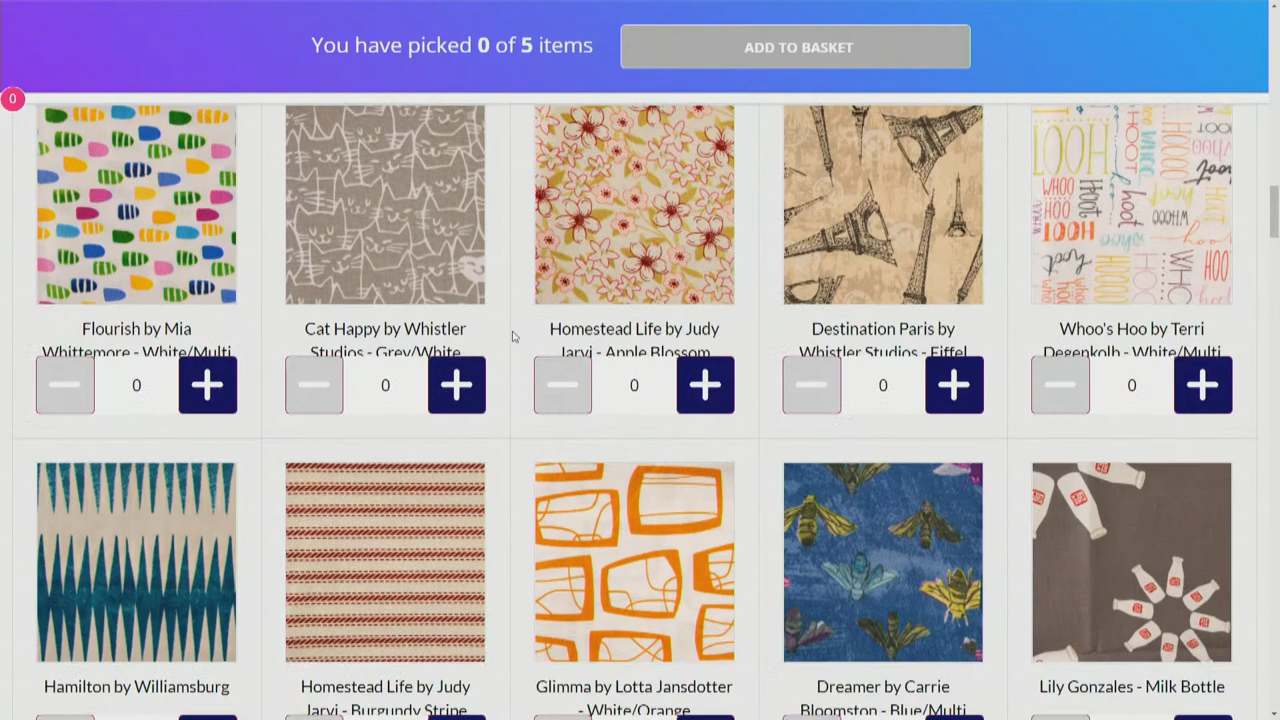 You have picked 0 of 5 items
ADD TO BASKET
0
Flourish by Mia
Whittemore - White/Multi
Cat Happy by Whistler
Studios - Grey/White
Homestead Life by Judy
Jarvi - Apple Blossom
Destination Paris by
Whistler Studios - Eiffel
Whoo's Hoo by Terri
Degenkolb - White/Multi
0
0
0
0
0
Hamilton by Williamsburg
Homestead Life by Judy
Jarvi - Burgundy Stripe
Glimma by Lotta Jansdotter
- White/Orange
Dreamer by Carrie
Bloomston - Blue/Multi
Lily Gonzales - Milk Bottle